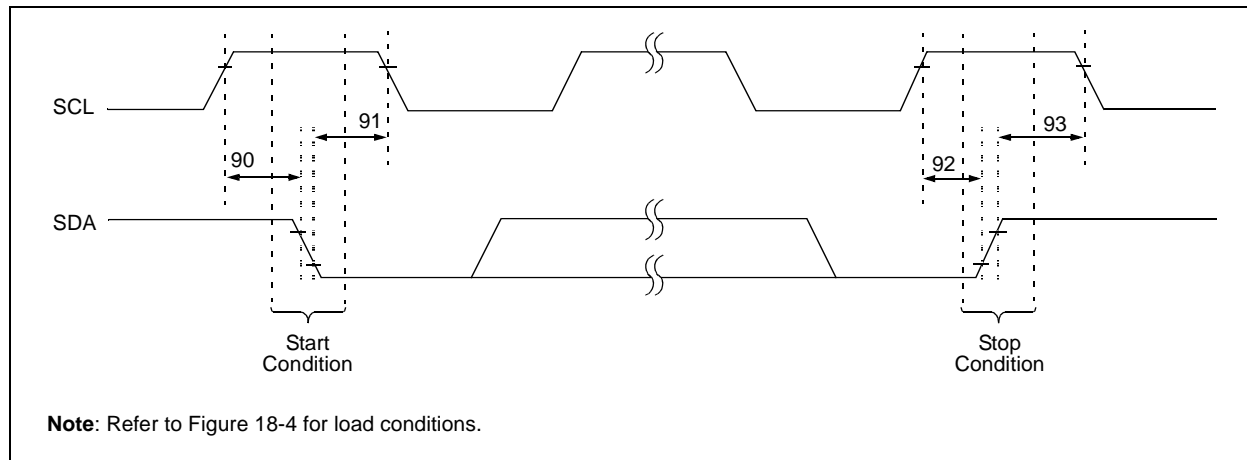 SCL
91
93
90
92
SDA
Start
Condition
Stop
Condition
Note: Refer to Figure 18-4 for load conditions.